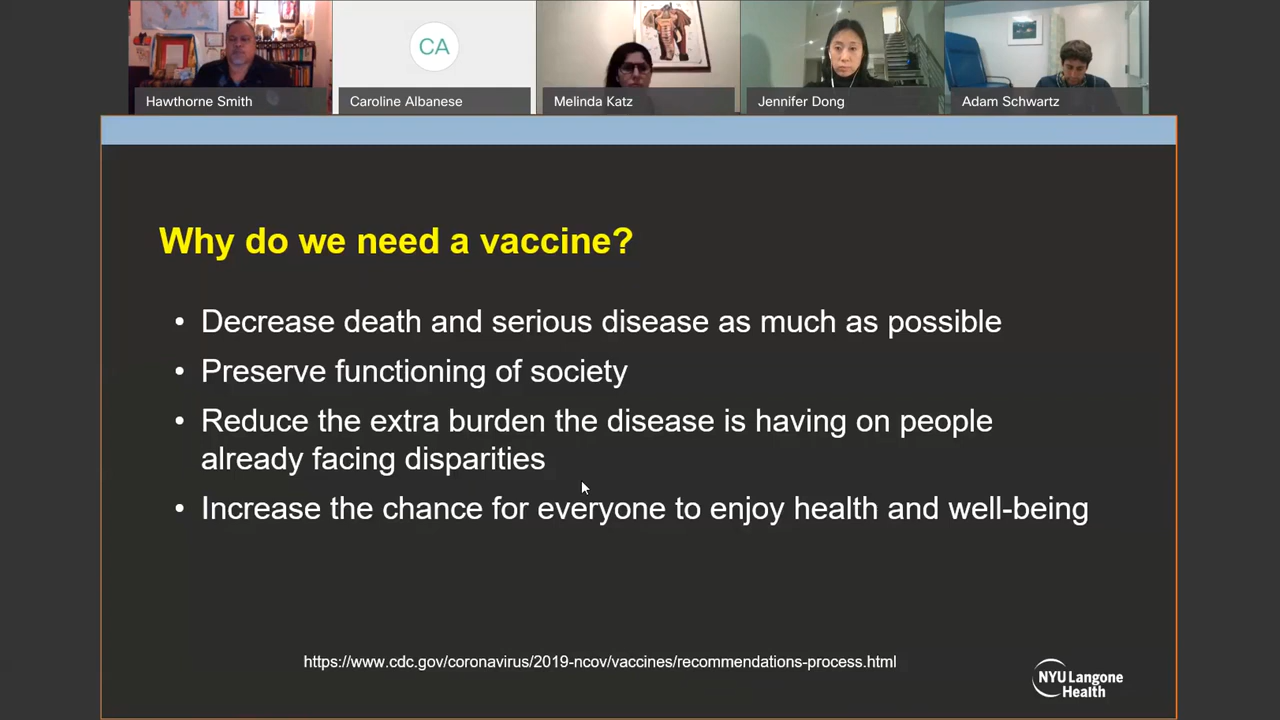 CA
Hawthorne Smith
Caroline Albanese
Melinda Katz
Jennifer Dong
Adam Schwartz
Why do we need a vaccine?
• Decrease death and serious disease as much as possible
• Preserve functioning of society
• Reduce the extra burden the disease is having on people
already facing disparities
• Increase the chance for everyone to enjoy health and well-being
https://www.cdc.gov/coronavirus/2019-ncov/vaccines/recommendations-process.html
NYU Langone
Health